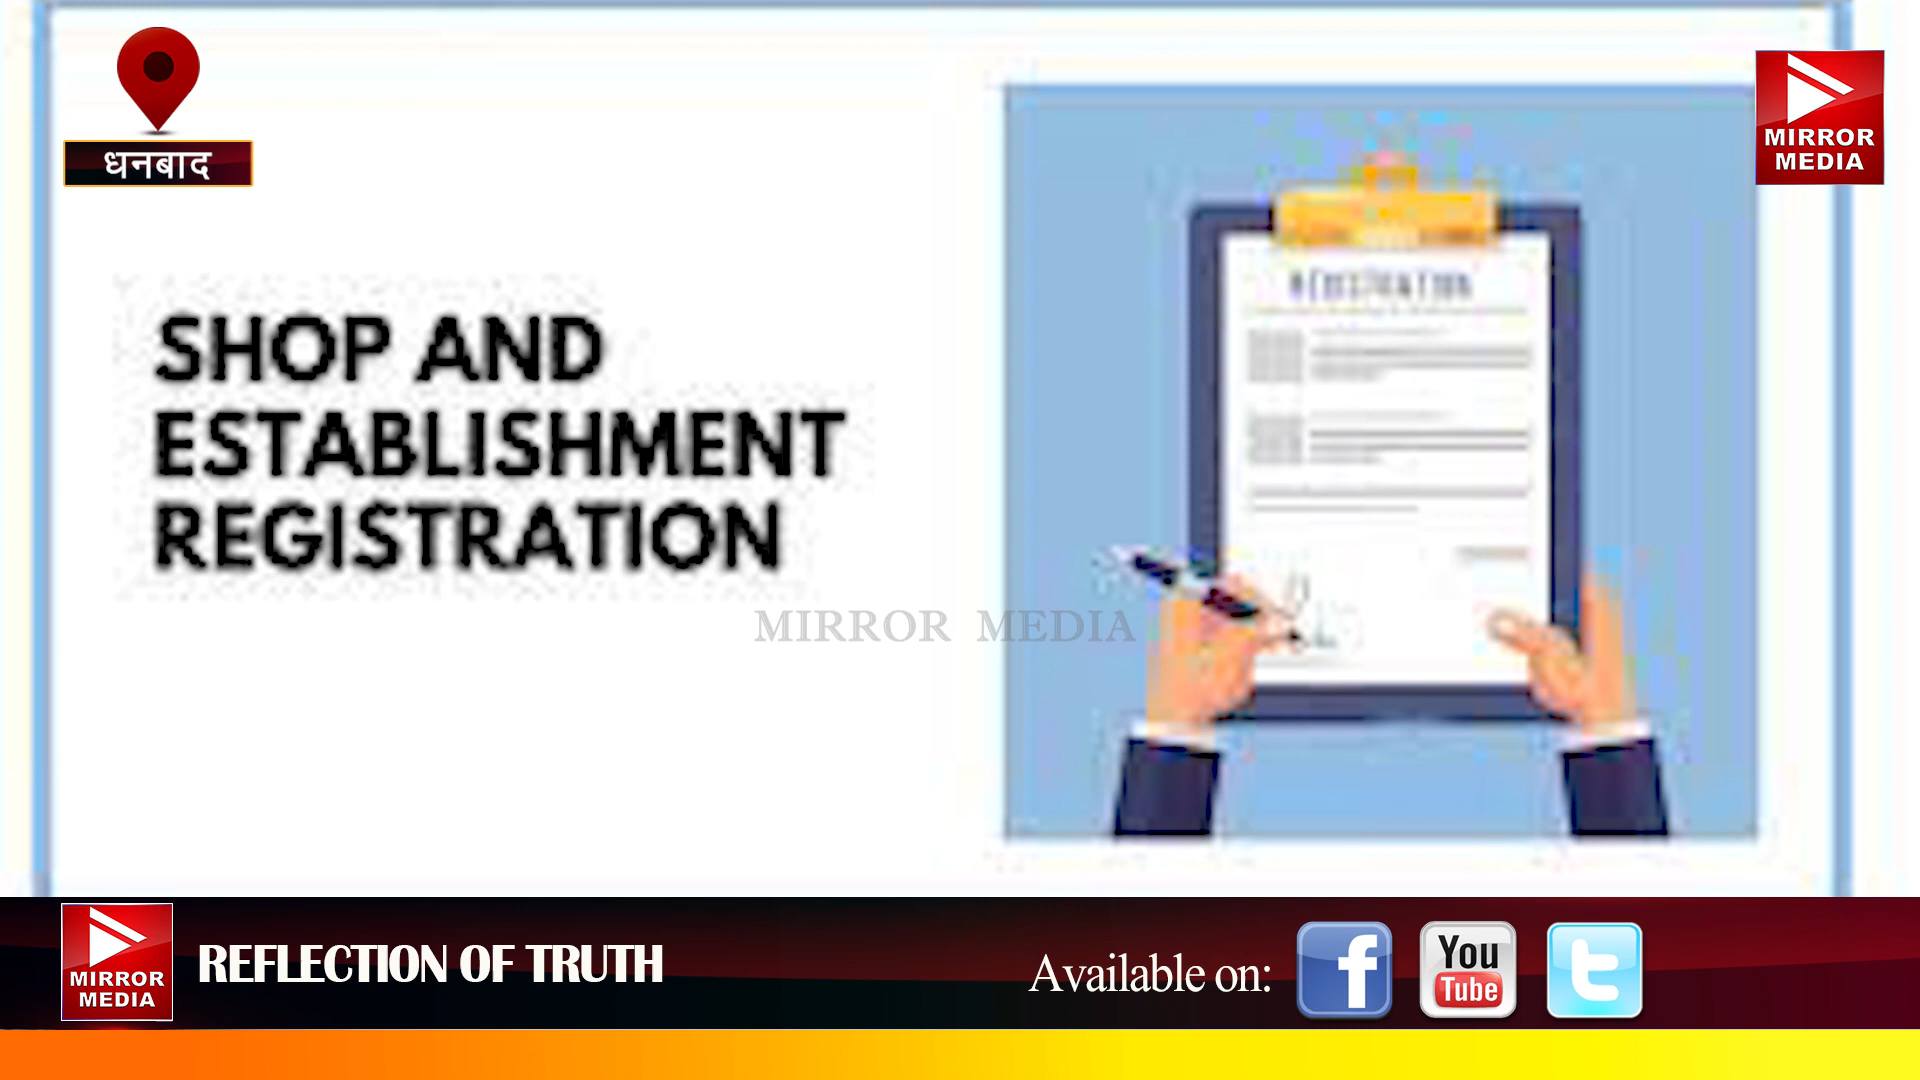 धनबाद
MIRROR
MEDIA
REGISTRATION
SHOP AND
ESTABLISHMENT
REGISTRATION
MIRROR MEDIA
MIRROR
MEDIA
REFLECTION OF TRUTH
Available on:
f
You
Tube
t